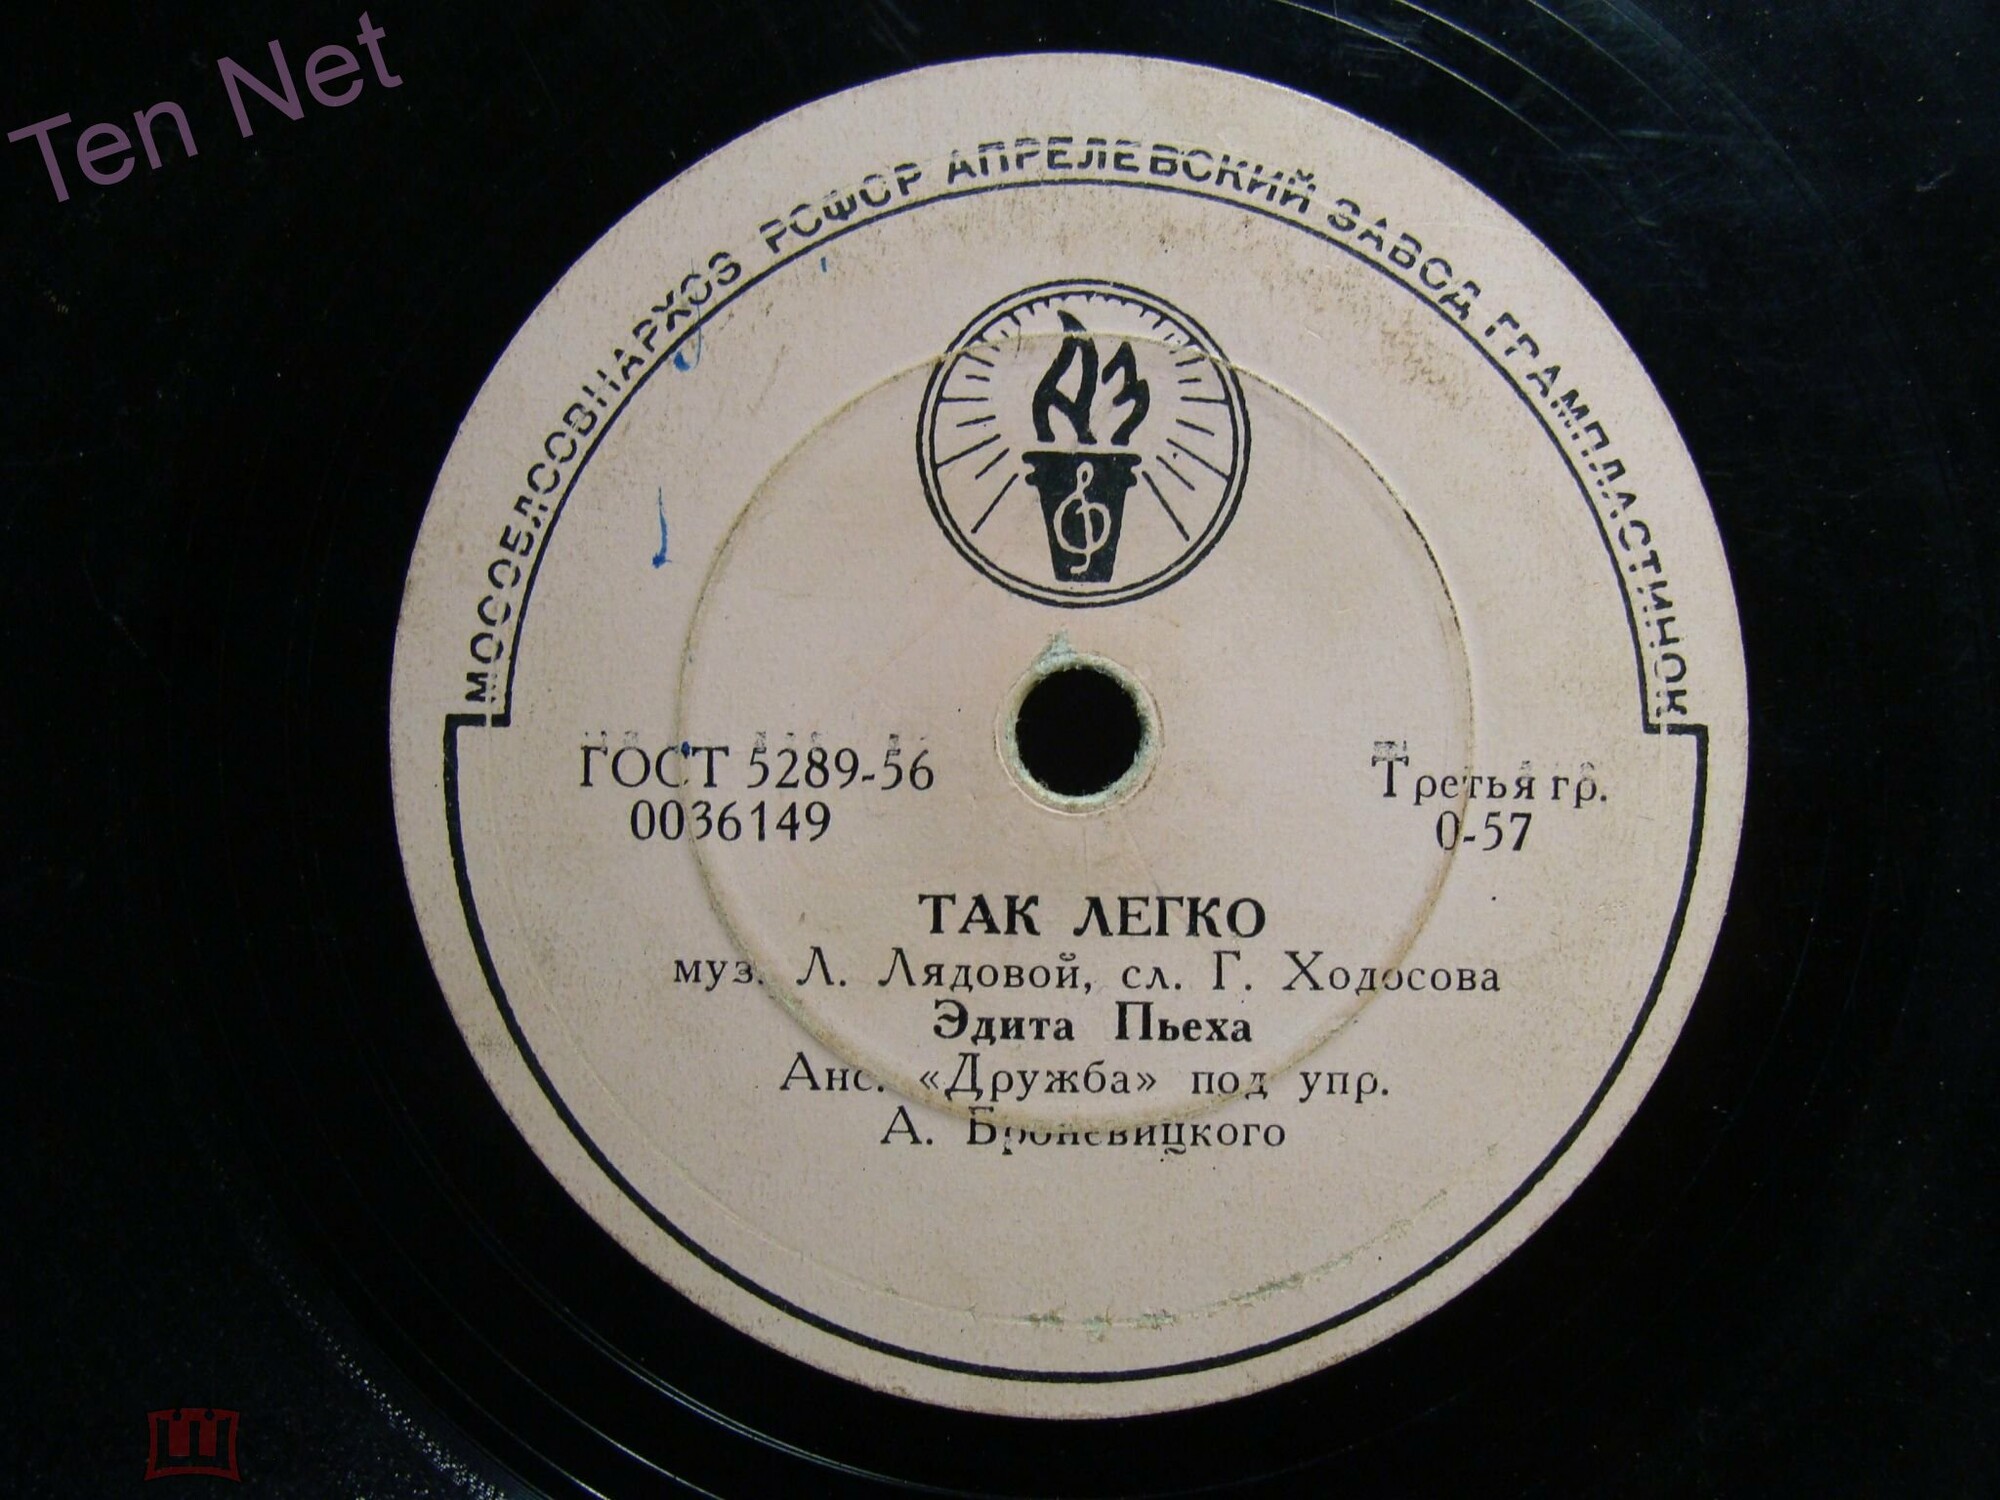 Ten Net
МОСОБЛСОВНАРХОЗ РСФСР АПРЕЛЕВСКИЙ ЗАВОД ГРАМПЛАСТИНОК
АЗ
ГОСТ 5289-56
0036149
Третья гр.
0-57
ТАК ЛЕГКО
муз. Л. Лядовой, сл. Г. Ходосова
Эдита Пьеха
Анс. «Дружба» под упр.
А. Броневицкого